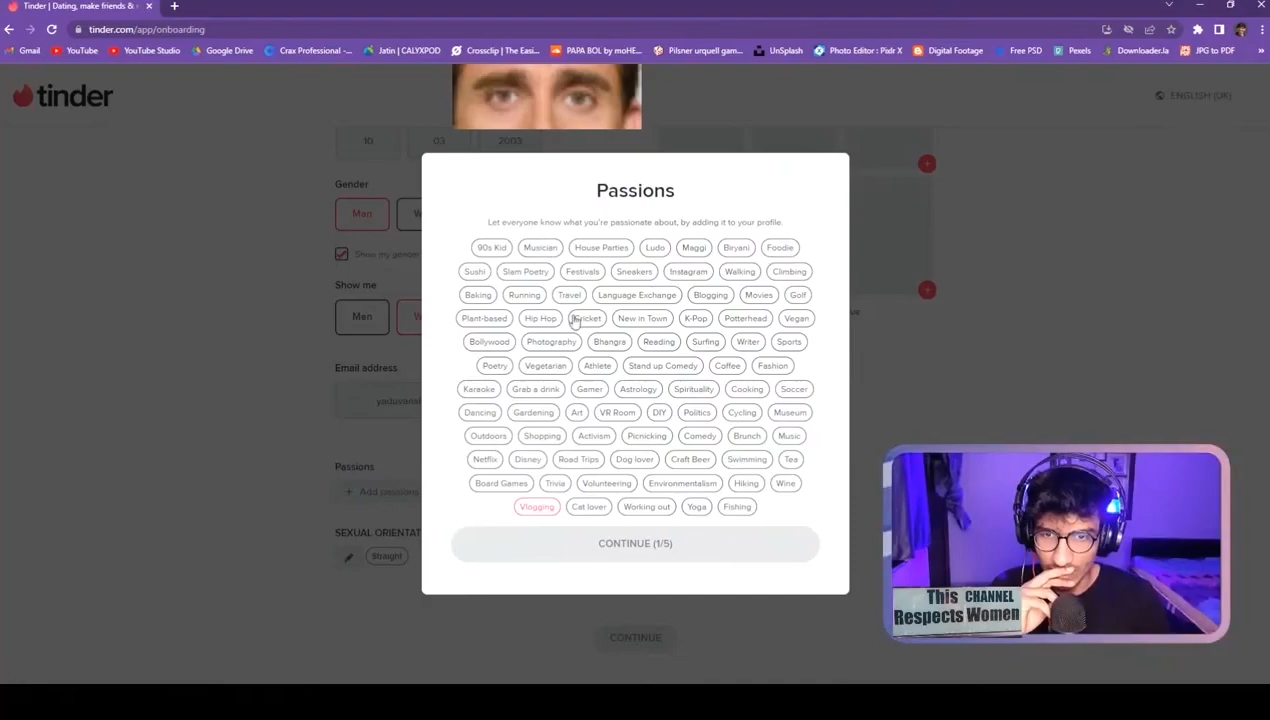 Tinder | Dating, make friends &
tinder.com/app/onboarding
Gmail YouTube YouTube Studio Google Drive Crax Professional -... Jatin | CALYXPOD Crossclip | The Easi... PAPA BOL by moHE... Pilsner urquell gam... UnSplash Photo Editor : Pixlr X Digital Footage Free PSD Pexels Downloader.la JPG to PDF »
tinder
ENGLISH (UK)
10 03 2003
Gender
Man W
Show my
Show me
Men W
Email address
Passions
+ Add passions
SEXUAL ORIENTAT
Straight
CONTINUE
Passions
Let everyone know what you're passionate about, by adding it to your profile.
90s Kid Musician House Parties Ludo Maggi Biryani Foodie
Sushi Slam Poetry Festivals Sneakers Instagram Walking Climbing
Baking Running Travel Language Exchange Blogging Movies Golf
Plant-based Hip Hop Cricket New in Town K-Pop Potterhead Vegan
Bollywood Photography Bhangra Reading Surfing Writer Sports
Poetry Vegetarian Athlete Stand up Comedy Coffee Fashion
Karaoke Grab a drink Gamer Astrology Spirituality Cooking Soccer
Dancing Gardening Art VR Room DIY Politics Cycling Museum
Outdoors Shopping Activism Picnicking Comedy Brunch Music
Netflix Disney Road Trips Dog lover Craft Beer Swimming Tea
Board Games Trivia Volunteering Environmentalism Hiking Wine
Vlogging Cat lover Working out Yoga Fishing
CONTINUE (1/5)
This CHANNEL
Respects Women